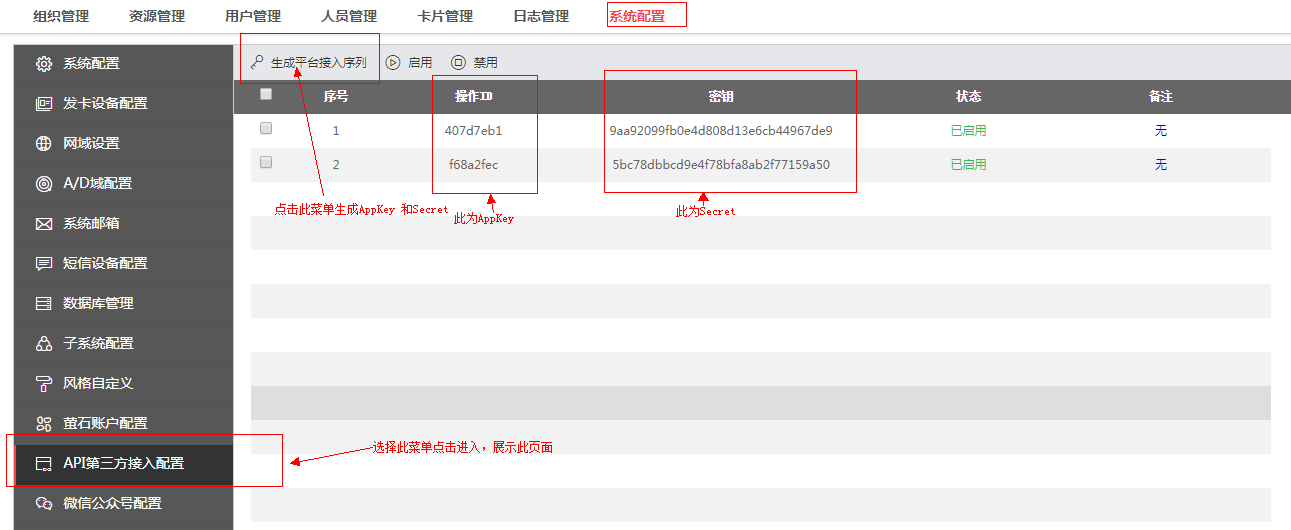 组织管理 资源管理 用户管理 人员管理 卡片管理 日志管理 系统配置
系统配置
发卡设备配置
网域设置
A/D域配置
系统邮箱
短信设备配置
数据库管理
子系统配置
风格自定义
萤石账户配置
API第三方接入配置
微信公众号配置
生成平台接入序列 启用 禁用
序号 操作ID 密钥 状态 备注
1 407d7eb1 9aa92099fb0e4d808d13e6cb44967de9 已启用 无
2 f68a2fec 5bc78dbbcd9e4f78bfa8ab2f77159a50 已启用 无
点击此菜单生成AppKey 和Secret
此为AppKey
此为Secret
选择此菜单点击进入，展示此页面